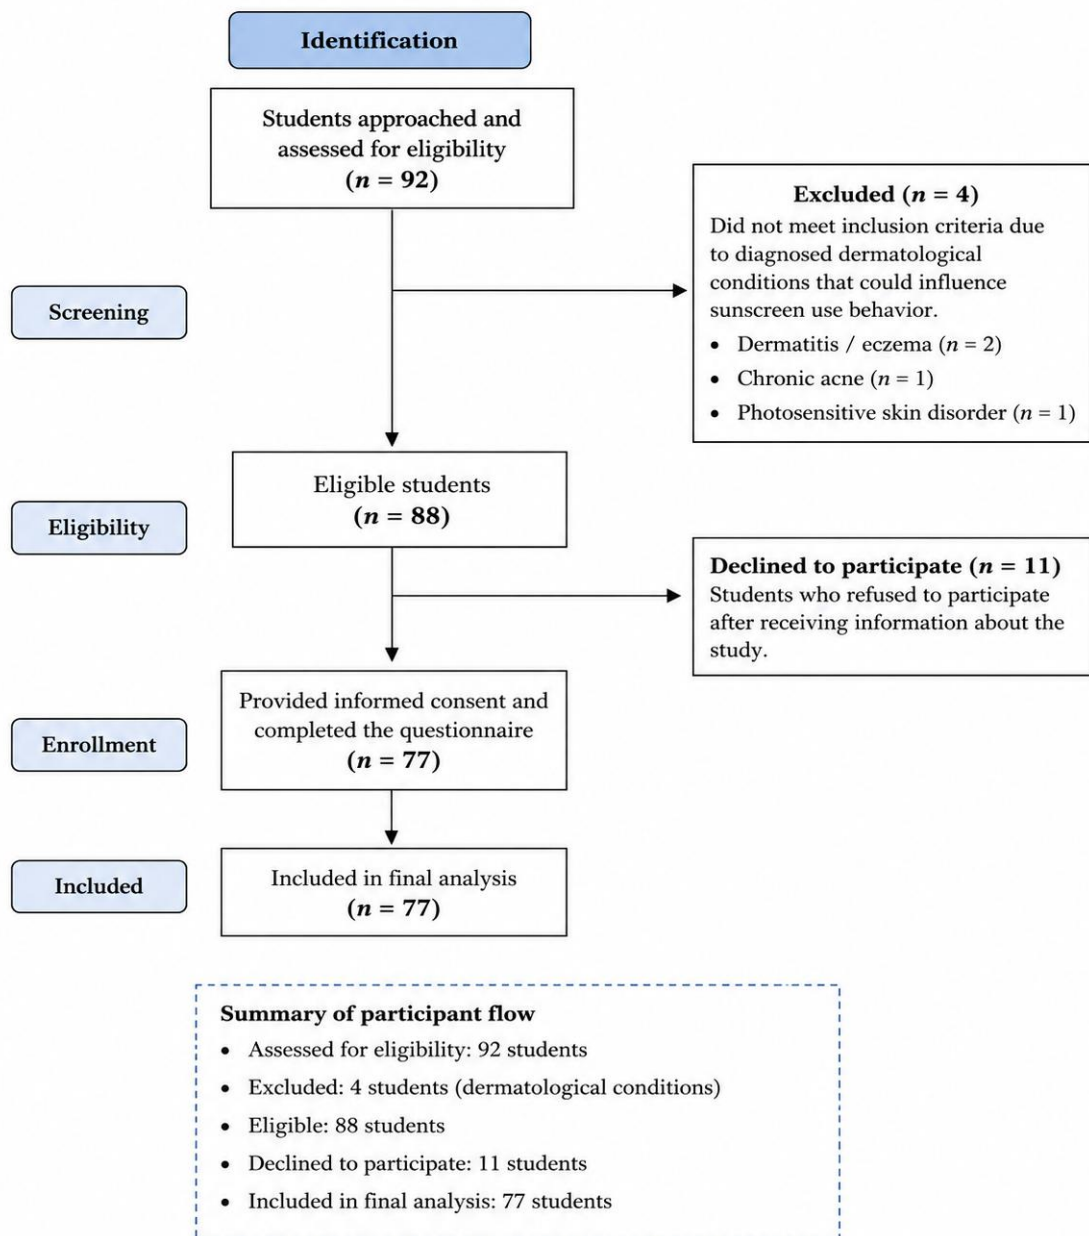 Identification
Students approached and
assessed for eligibility
(n = 92)
Excluded (n = 4)
Did not meet inclusion criteria due
to diagnosed dermatological
conditions that could influence
sunscreen use behavior.
• Dermatitis / eczema (n = 2)
• Chronic acne (n = 1)
• Photosensitive skin disorder (n = 1)
Screening
Eligible students
(n = 88)
Eligibility
Declined to participate (n = 11)
Students who refused to participate
after receiving information about the
study.
Provided informed consent and
completed the questionnaire
(n = 77)
Enrollment
Included in final analysis
(n = 77)
Included
Summary of participant flow
• Assessed for eligibility: 92 students
• Excluded: 4 students (dermatological conditions)
• Eligible: 88 students
• Declined to participate: 11 students
• Included in final analysis: 77 students